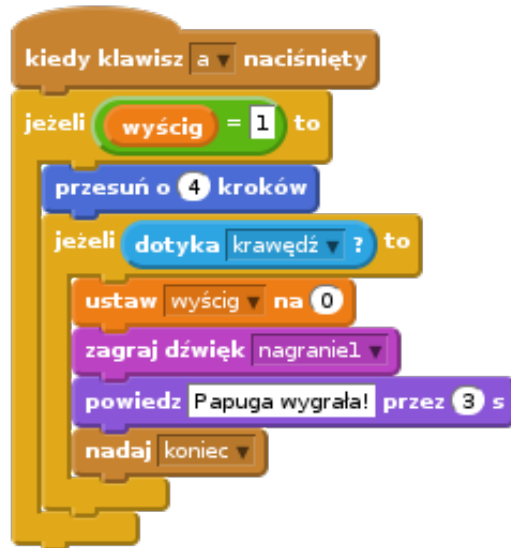 kiedy klawisz a naciśnięty
jeżeli wyścig = 1 to
przesuń o 4 kroków
jeżeli dotyka krawędź ? to
ustaw wyścig na 0
zagraj dźwięk nagranie1
powiedz Papuga wygrała! przez 3 s
nadaj koniec